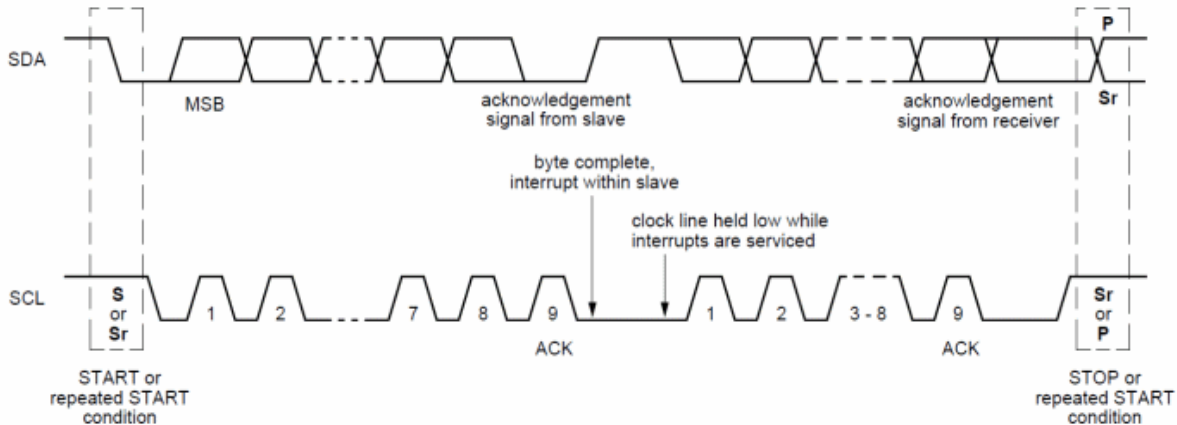 P
SDA
MSB
acknowledgement
signal from slave
acknowledgement
signal from receiver
Sr
byte complete,
interrupt within slave
clock line held low while
interrupts are serviced
SCL
S
or
Sr
1
2
7
8
9
1
2
3 - 8
9
Sr
or
P
ACK
ACK
START or
repeated START
condition
STOP or
repeated START
condition